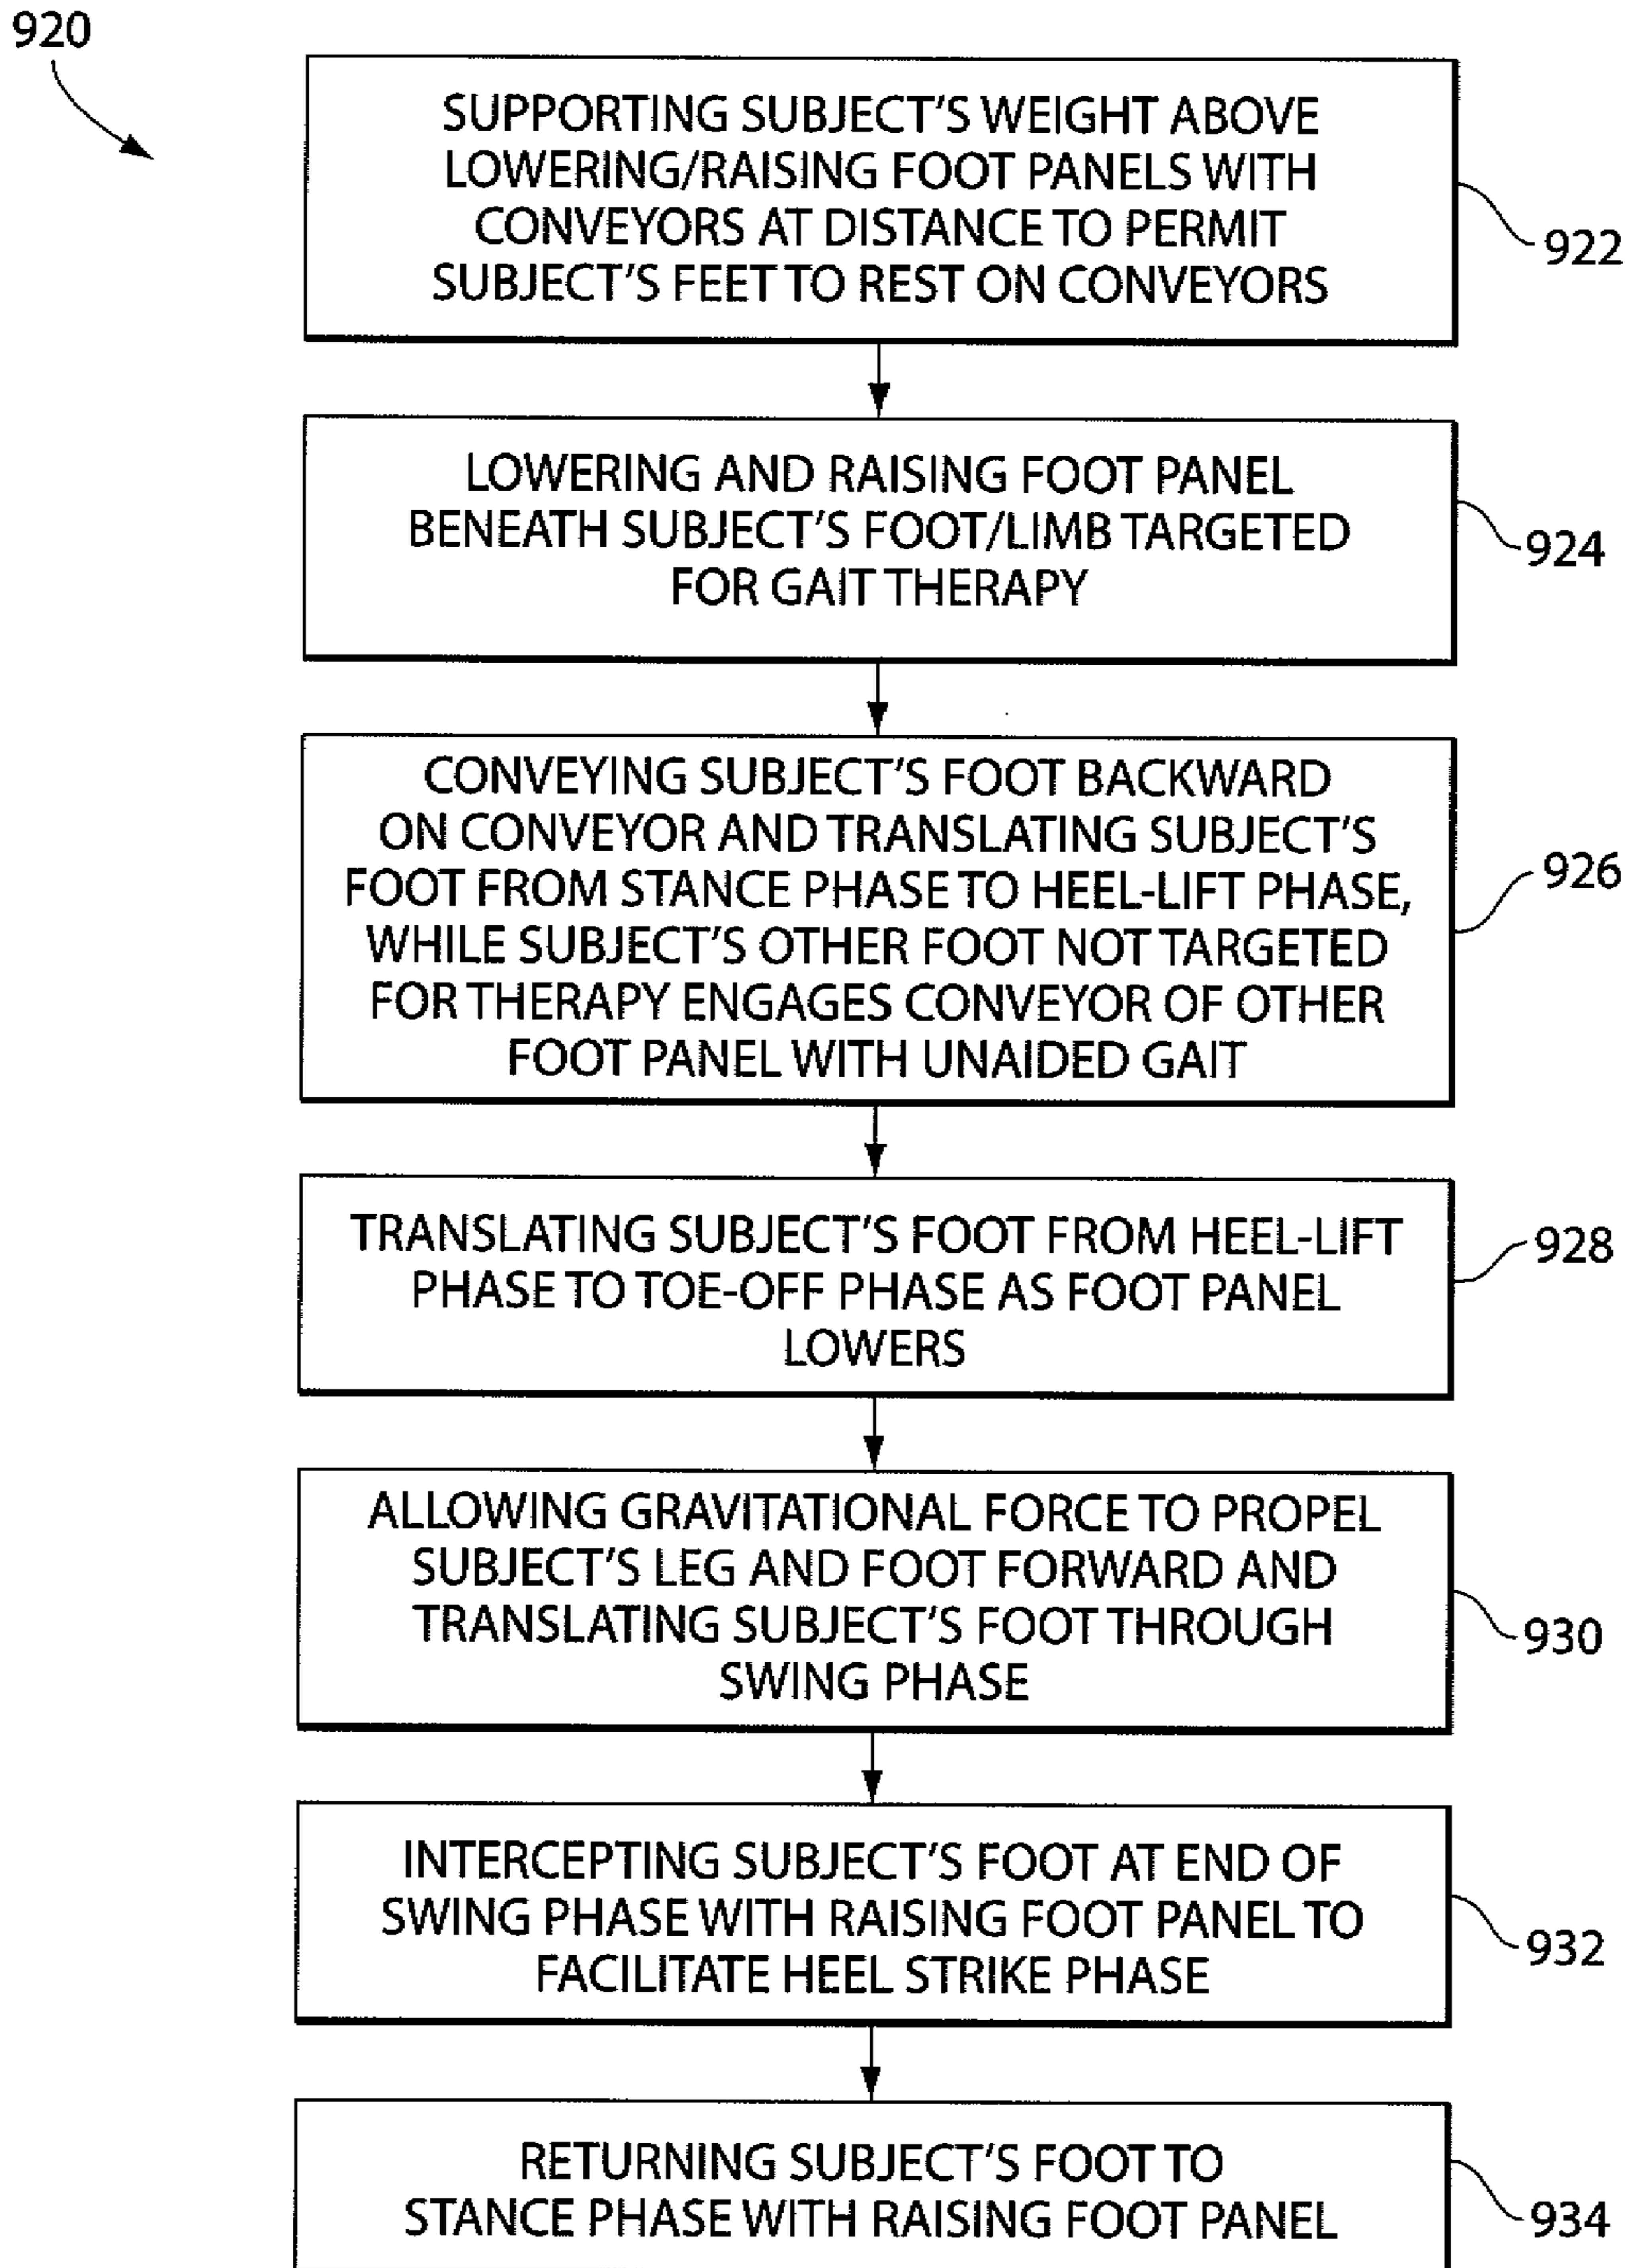 920
SUPPORTING SUBJECT'S WEIGHT ABOVE
LOWERING/RAISING FOOT PANELS WITH
CONVEYORS AT DISTANCE TO PERMIT
SUBJECT'S FEET TO REST ON CONVEYORS
922
LOWERING AND RAISING FOOT PANEL
BENEATH SUBJECT'S FOOT/LIMB TARGETED
FOR GAIT THERAPY
924
CONVEYING SUBJECT'S FOOT BACKWARD
ON CONVEYOR AND TRANSLATING SUBJECT'S
FOOT FROM STANCE PHASE TO HEEL-LIFT PHASE,
WHILE SUBJECT'S OTHER FOOT NOT TARGETED
FOR THERAPY ENGAGES CONVEYOR OF OTHER
FOOT PANEL WITH UNAIDED GAIT
926
TRANSLATING SUBJECT'S FOOT FROM HEEL-LIFT
PHASE TO TOE-OFF PHASE AS FOOT PANEL
LOWERS
928
ALLOWING GRAVITATIONAL FORCE TO PROPEL
SUBJECT'S LEG AND FOOT FORWARD AND
TRANSLATING SUBJECT'S FOOT THROUGH
SWING PHASE
930
INTERCEPTING SUBJECT'S FOOT AT END OF
SWING PHASE WITH RAISING FOOT PANEL TO
FACILITATE HEEL STRIKE PHASE
932
RETURNING SUBJECT'S FOOT TO
STANCE PHASE WITH RAISING FOOT PANEL
934